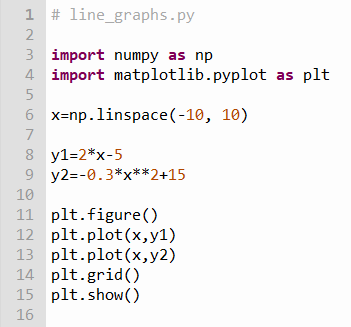 1 # line_graphs.py
2
3 import numpy as np
4 import matplotlib.pyplot as plt
5
6 x=np.linspace(-10, 10)
7
8 y1=2*x-5
9 y2=-0.3*x**2+15
10
11 plt.figure()
12 plt.plot(x,y1)
13 plt.plot(x,y2)
14 plt.grid()
15 plt.show()
16